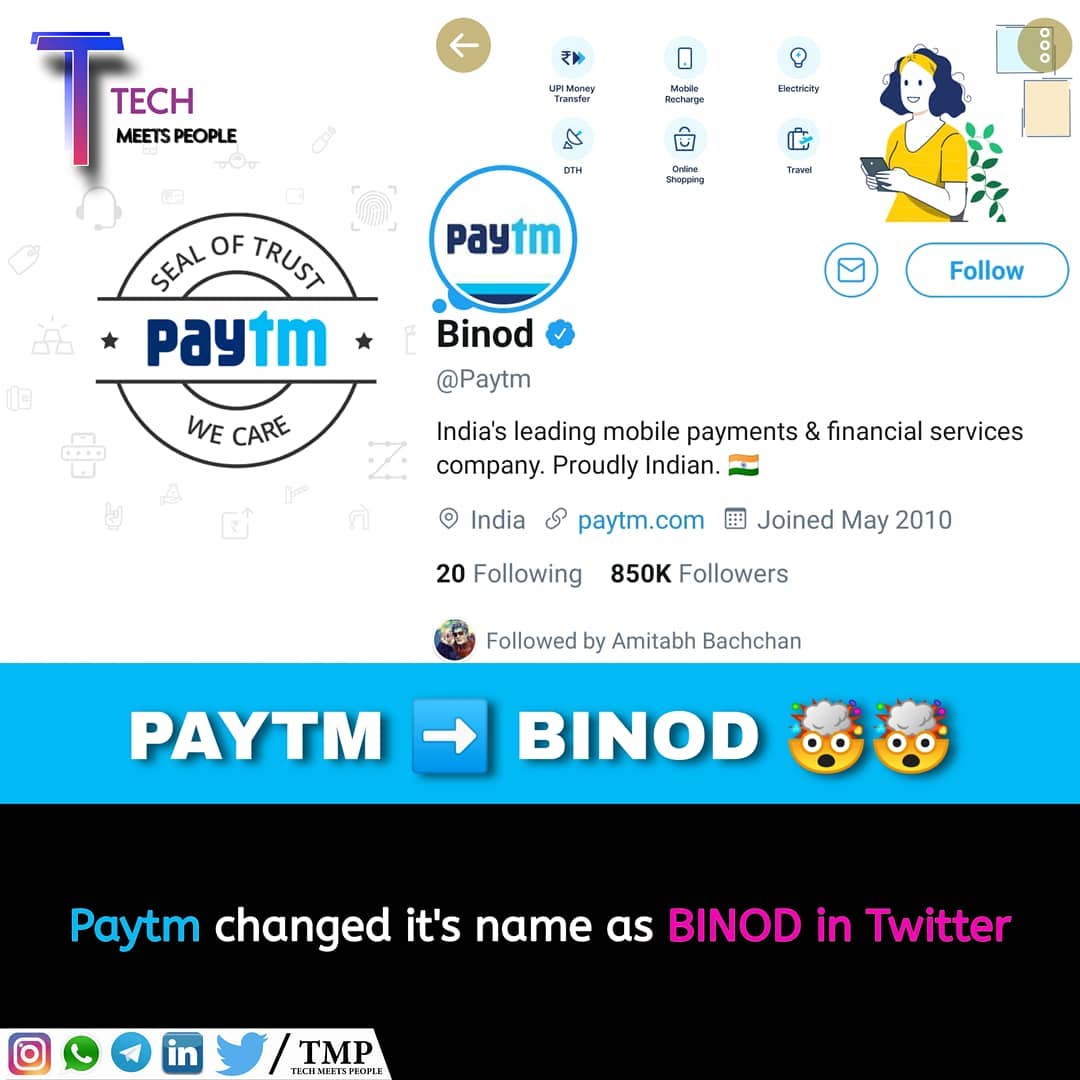 TECH
MEETS PEOPLE
SEAL OF TRUST
paytm
WE CARE
UPI Money
Transfer
Mobile
Recharge
Electricity
DTH
Online
Shopping
Travel
paytm
Follow
Binod
@Paytm
India's leading mobile payments & financial services
company. Proudly Indian. 🇮🇳
India paytm.com Joined May 2010
20 Following 850K Followers
Followed by Amitabh Bachchan
PAYTM ➡️ BINOD 🤯🤯
Paytm changed it's name as BINOD in Twitter
in / TMP
TECH MEETS PEOPLE